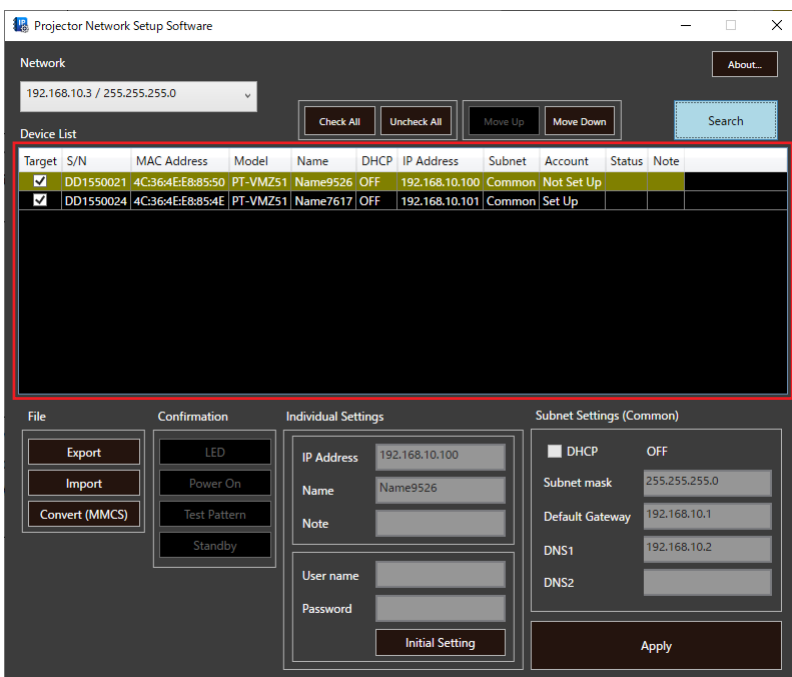 Projector Network Setup Software
Network
About...
192.168.10.3 / 255.255.255.0
Check All Uncheck All Move Up Move Down Search
Device List
Target S/N MAC Address Model Name DHCP IP Address Subnet Account Status Note
DD1550021 4C:36:4E:E8:85:50 PT-VMZ51 Name9526 OFF 192.168.10.100 Common Not Set Up
DD1550024 4C:36:4E:E8:85:4E PT-VMZ51 Name7617 OFF 192.168.10.101 Common Set Up
File
Export
Import
Convert (MMCS)
Confirmation
LED
Power On
Test Pattern
Standby
Individual Settings
IP Address 192.168.10.100
Name Name9526
Note
User name
Password
Initial Setting
Subnet Settings (Common)
DHCP OFF
Subnet mask 255.255.255.0
Default Gateway 192.168.10.1
DNS1 192.168.10.2
DNS2
Apply